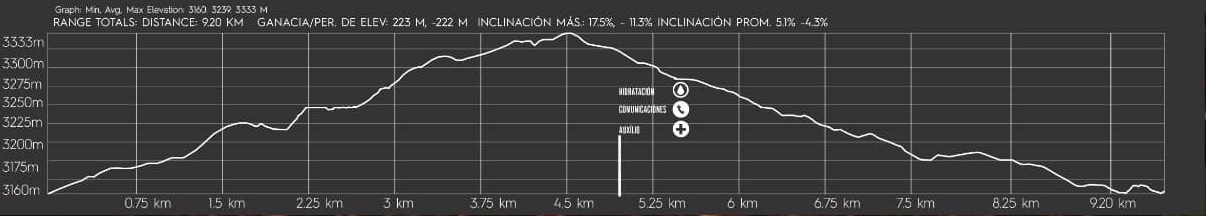 Graph: Min, Avg, Max Elevation 3160, 3239, 3333 M
RANGE TOTALS: DISTANCE: 9.20 KM GANACIA/PER. DE ELEV: 223 M, -222 M INCLINACIÓN MÁS.: 17.5%, - 11.3% INCLINACIÓN PROM. 5.1% -4.3%
3333m
3300m
3275m
3250m
3225m
3200m
3175m
3160m
HIDRATACIÓN
COMUNICACIONES
AUXÍLIO
0.75 km 1,5 km 2.25 km 3 km 3.75 km 4.5 km 5.25 km 6 km 6.75 km 7.5 km 8.25 km 9.20 km